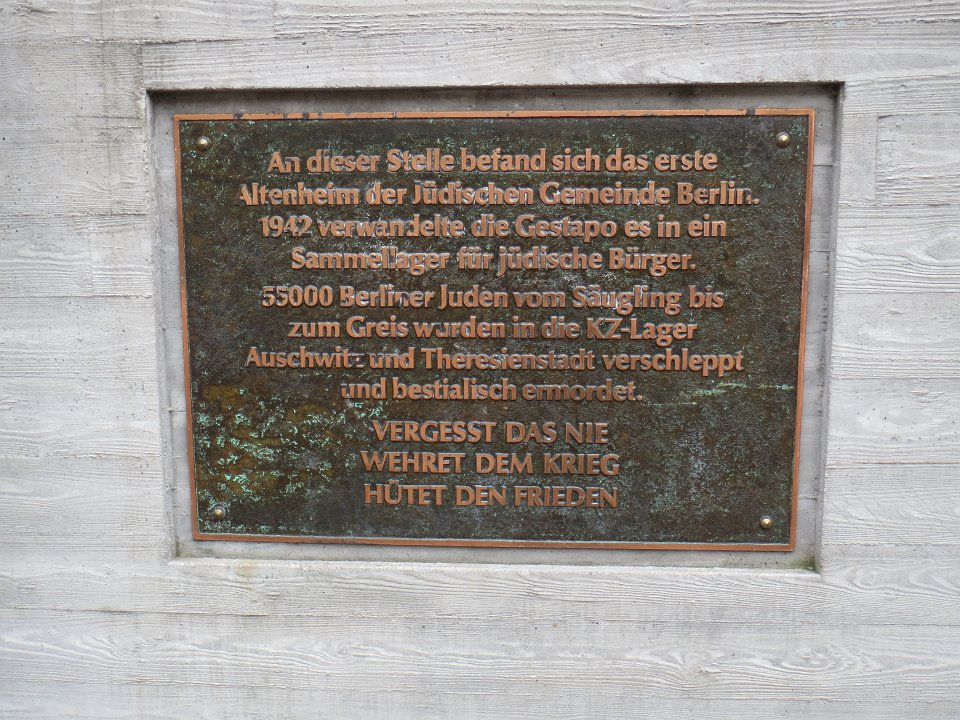 An dieser Stelle befand sich das erste
Altenheim der Jüdischen Gemeinde Berlin.
1942 verwandelte die Gestapo es in ein
Sammellager für jüdische Bürger.
55000 Berliner Juden vom Säugling bis
zum Greis wurden in die KZ-Lager
Auschwitz und Theresienstadt verschleppt
und bestialisch ermordet.
VERGESST DAS NIE
WEHRET DEM KRIEG
HÜTET DEN FRIEDEN